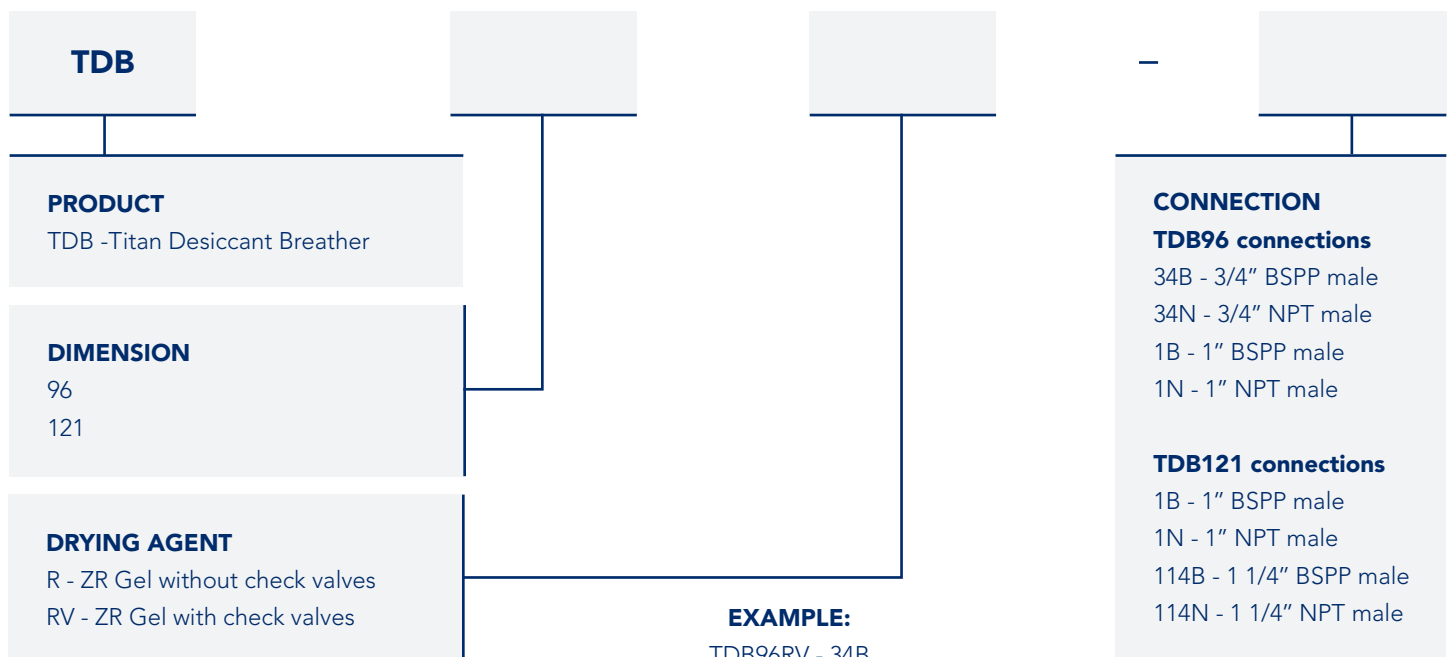 TDB
–
PRODUCT
TDB -Titan Desiccant Breather
DIMENSION
96
121
DRYING AGENT
R - ZR Gel without check valves
RV - ZR Gel with check valves
EXAMPLE:
TDB96RV - 34B
CONNECTION
TDB96 connections
34B - 3/4” BSPP male
34N - 3/4” NPT male
1B - 1” BSPP male
1N - 1” NPT male
TDB121 connections
1B - 1” BSPP male
1N - 1” NPT male
114B - 1 1/4” BSPP male
114N - 1 1/4” NPT male